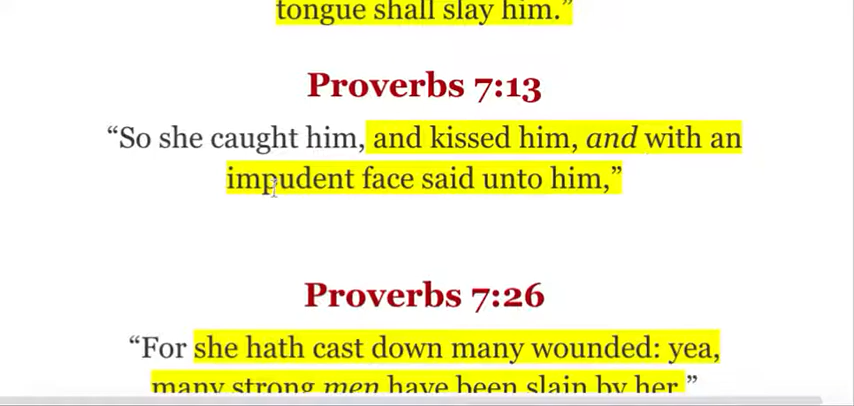 tongue shall slay him.”
Proverbs 7:13
“So she caught him, and kissed him, and with an
impudent face said unto him,”
Proverbs 7:26
“For she hath cast down many wounded: yea,
many strong men have been slain by her.”